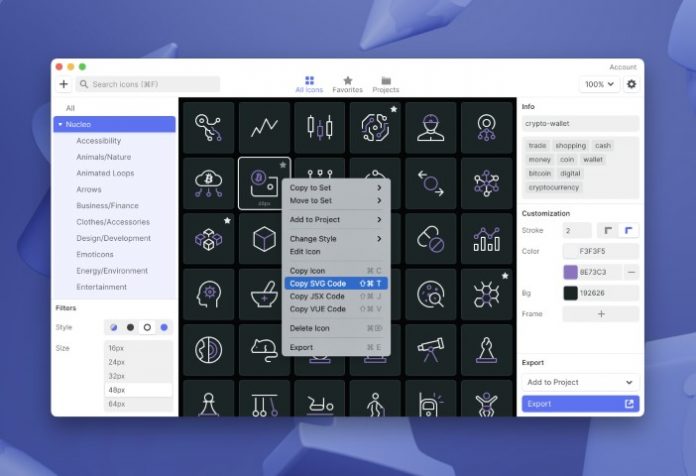 Account
Search icons (⌘F)
All Icons
Favorites
Projects
100%
All
Nucleo
Accessibility
Animals/Nature
Animated Loops
Arrows
Business/Finance
Clothes/Accessories
Design/Development
Emoticons
Energy/Environment
Entertainment
Filters
Style
Size
16px
24px
32px
48px
64px
Copy to Set
Move to Set
Add to Project
Change Style
Edit Icon
Copy Icon ⌘ C
Copy SVG Code ⇧⌘ T
Copy JSX Code ⇧⌘ J
Copy VUE Code ⇧⌘ V
Delete Icon ⌘⌫
Export ⌘ E
Info
crypto-wallet
trade shopping cash
money coin wallet
bitcoin digital
cryptocurrency
Customization
Stroke 2
Color F3F3F5
8E73C3
Bg 192626
Frame
Export
Add to Project
Export